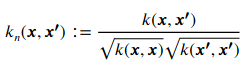 k_n(x, x′) := k(x, x′) / √k(x, x) √k(x′, x′)